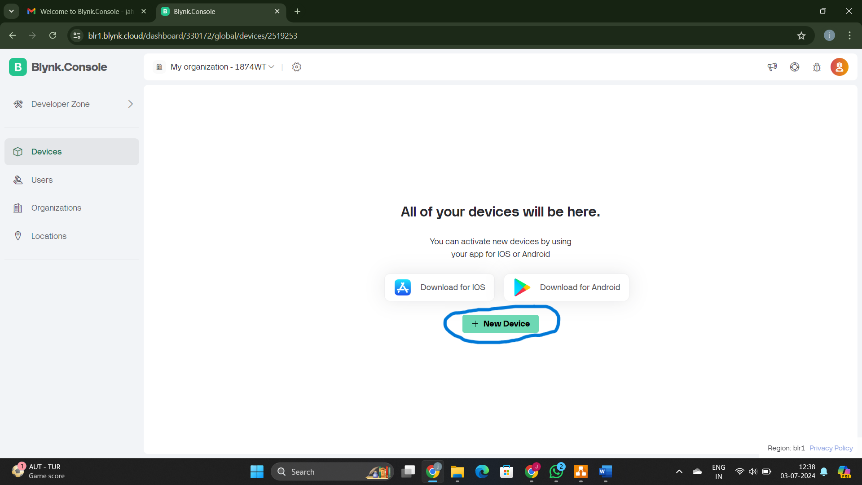 Welcome to Blynk.Console
Blynk.Console
blr1.blynk.cloud/dashboard/330172/global/devices/2519253
B Blynk.Console
My organization - 1874WT
Developer Zone
Devices
Users
Organizations
Locations
All of your devices will be here.
You can activate new devices by using
your app for IOS or Android
Download for IOS
Download for Android
+ New Device
Region: blr1 Privacy Policy
AUT - TUR
Game score
Search
ENG
IN
12:38
03-07-2024